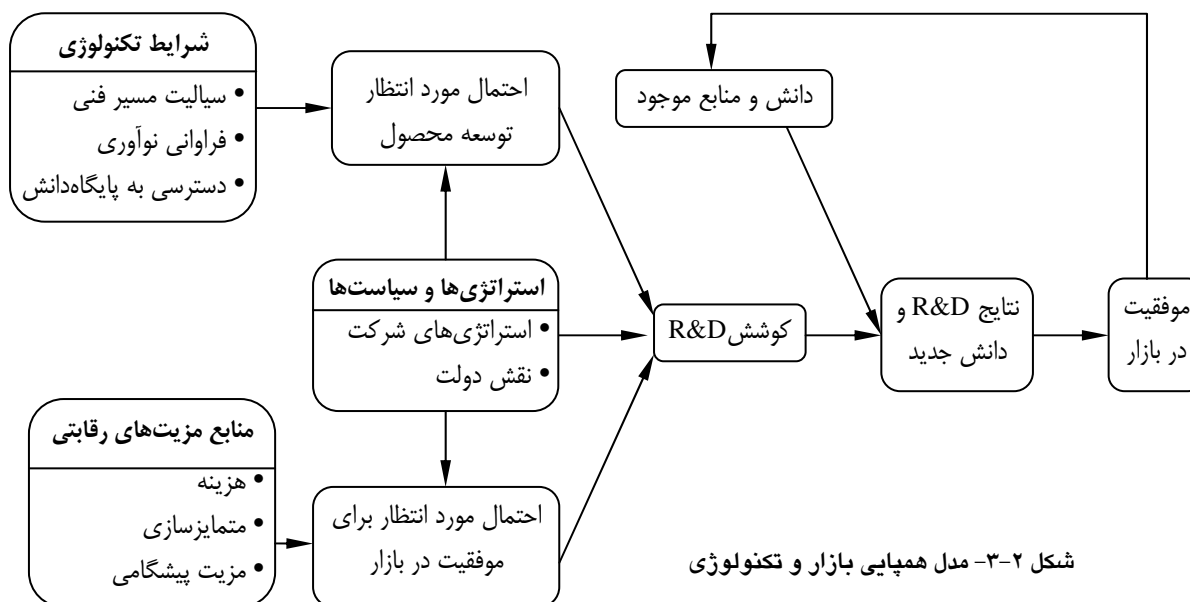 شرایط تکنولوژی
• سیالیت مسیر فنی
• فراوانی نوآوری
• دسترسی به پایگاه‌دانش
احتمال مورد انتظار
توسعه محصول
دانش و منابع موجود
استراتژی‌ها و سیاست‌ها
• استراتژی‌های شرکت
• نقش دولت
کوشش R&D
نتایج R&D و
دانش جدید
موفقیت
در بازار
منابع مزیت‌های رقابتی
• هزینه
• متمایزسازی
• مزیت پیشگامی
احتمال مورد انتظار برای
موفقیت در بازار
شکل ۲-۳- مدل همپایی بازار و تکنولوژی